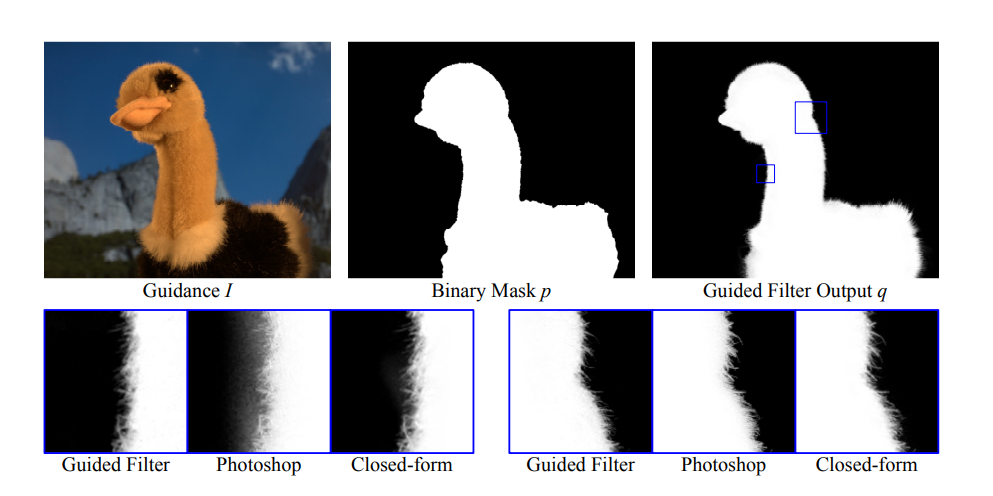 Guidance I
Binary Mask p
Guided Filter Output q
Guided Filter
Photoshop
Closed-form
Guided Filter
Photoshop
Closed-form